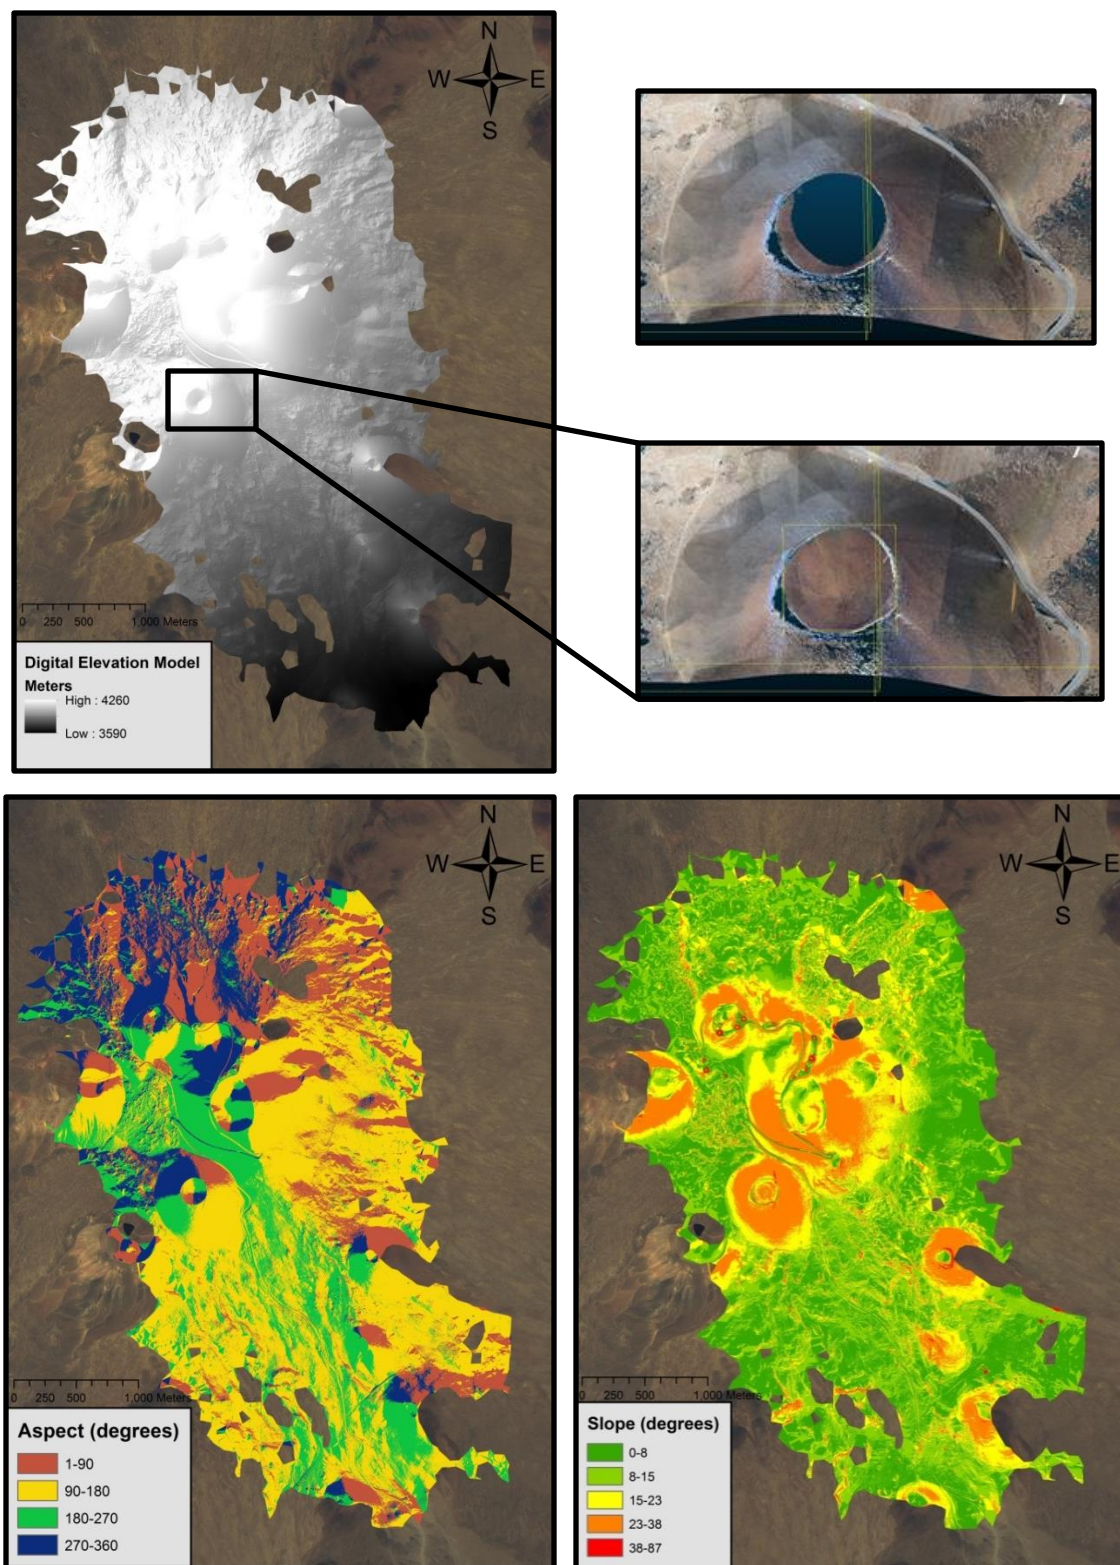 N
W E
S
0 250 500 1 000 Meters
Digital Elevation Model
Meters
High : 4260
Low : 3590
N
W E
S
0 250 500 1 000 Meters
Aspect (degrees)
1-90
90-180
180-270
270-360
N
W E
S
0 250 500 1 000 Meters
Slope (degrees)
0-8
8-15
15-23
23-38
38-87